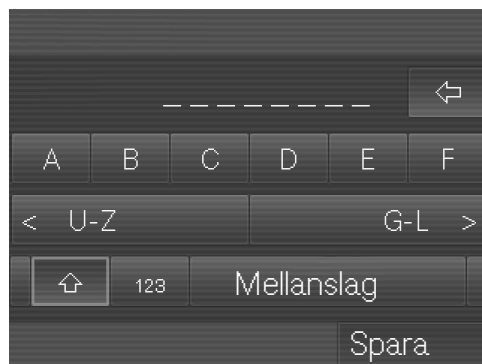 _ _ _ _ _ _ _ _ _
A B C D E F
< U-Z G-L >
123 Mellanslag
Spara